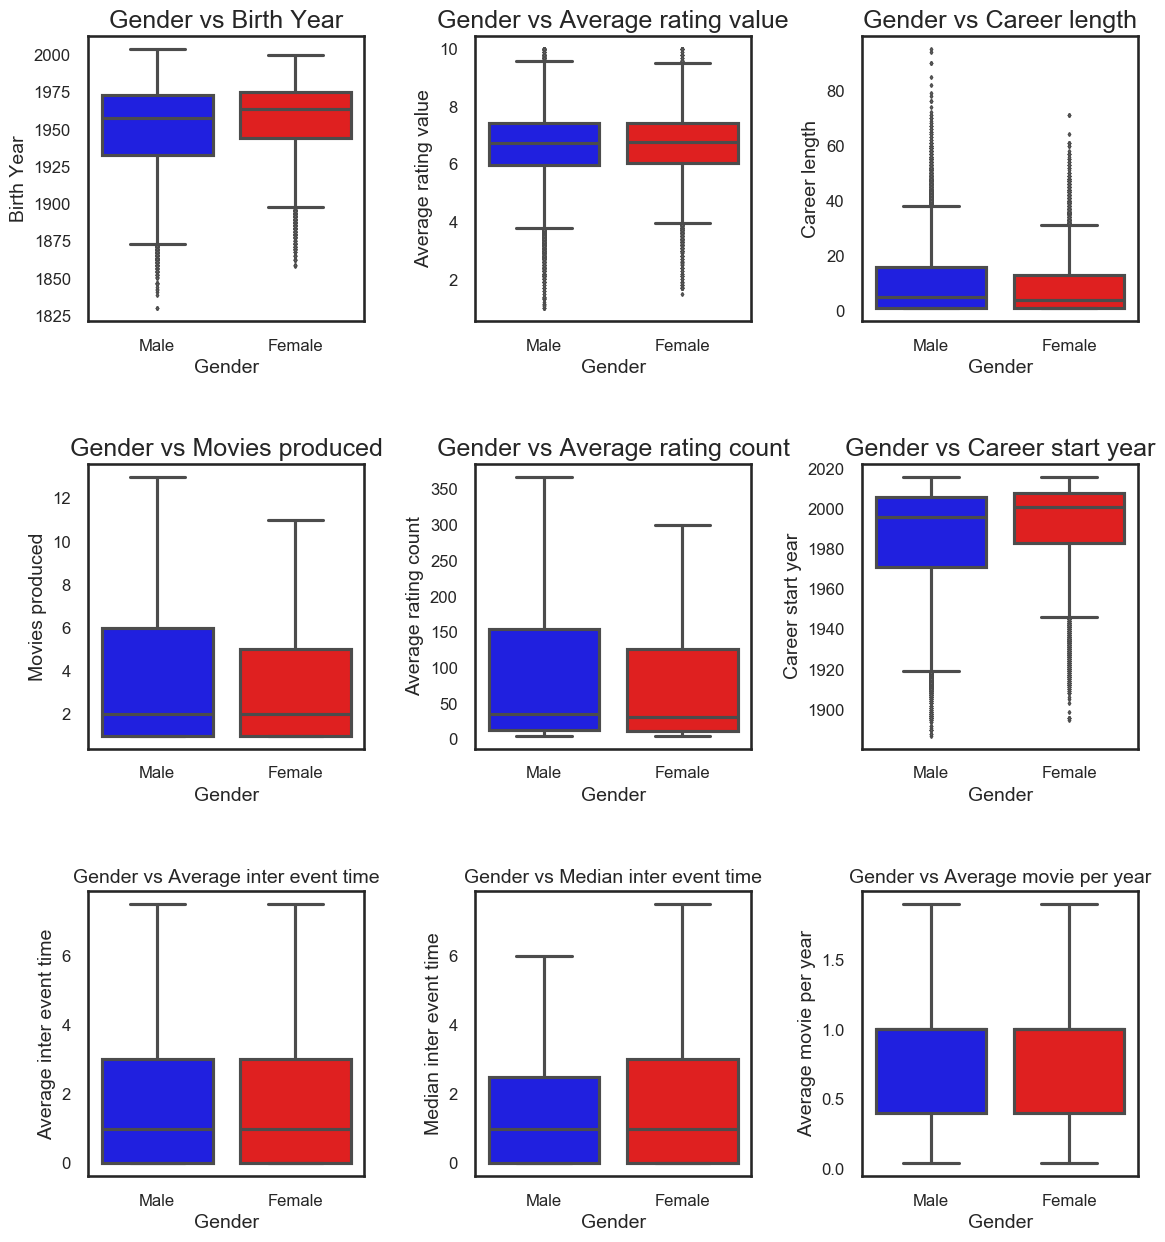 Gender vs Birth Year
Birth Year
2000
1975
1950
1925
1900
1875
1850
1825
Male Female
Gender
Gender vs Average rating value
Average rating value
10
8
6
4
2
Male Female
Gender
Gender vs Career length
Career length
80
60
40
20
0
Male Female
Gender
Gender vs Movies produced
Movies produced
12
10
8
6
4
2
Male Female
Gender
Gender vs Average rating count
Average rating count
350
300
250
200
150
100
50
0
Male Female
Gender
Gender vs Career start year
Career start year
2020
2000
1980
1960
1940
1920
1900
Male Female
Gender
Gender vs Average inter event time
Average inter event time
6
4
2
0
Male Female
Gender
Gender vs Median inter event time
Median inter event time
6
4
2
0
Male Female
Gender
Gender vs Average movie per year
Average movie per year
1.5
1.0
0.5
0.0
Male Female
Gender